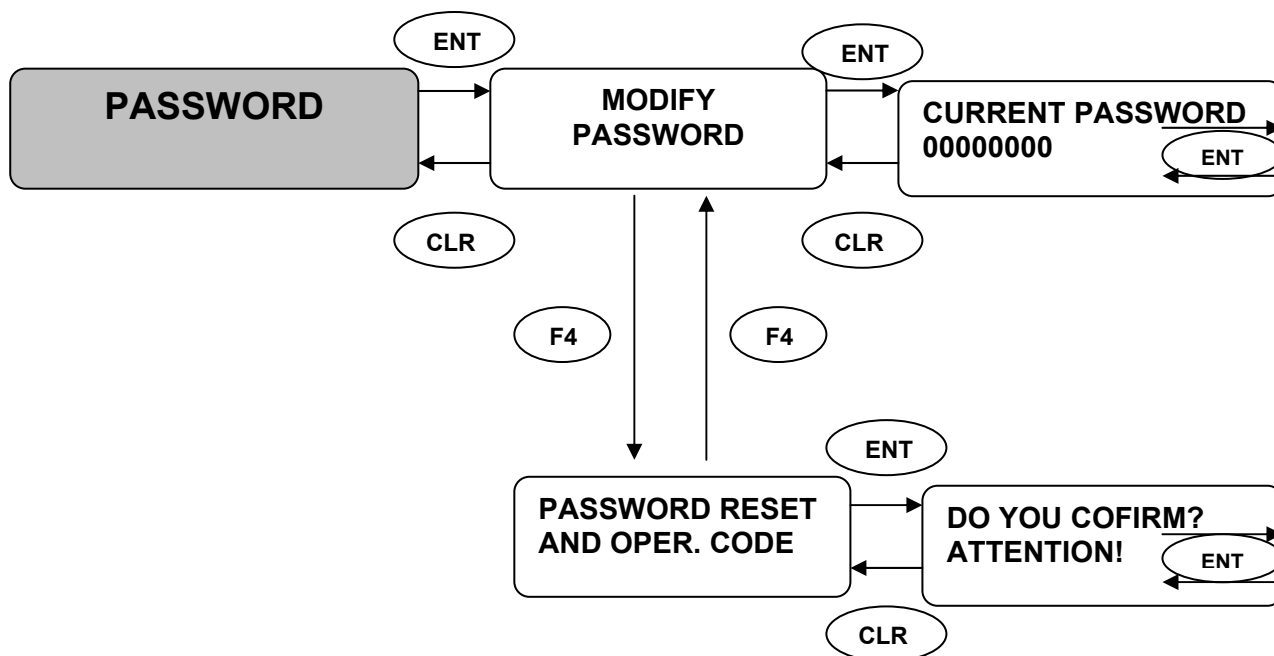 ENT
ENT
PASSWORD
MODIFY
PASSWORD
CURRENT PASSWORD
00000000
ENT
CLR
CLR
F4
F4
ENT
PASSWORD RESET
AND OPER. CODE
DO YOU COFIRM?
ATTENTION!
ENT
CLR